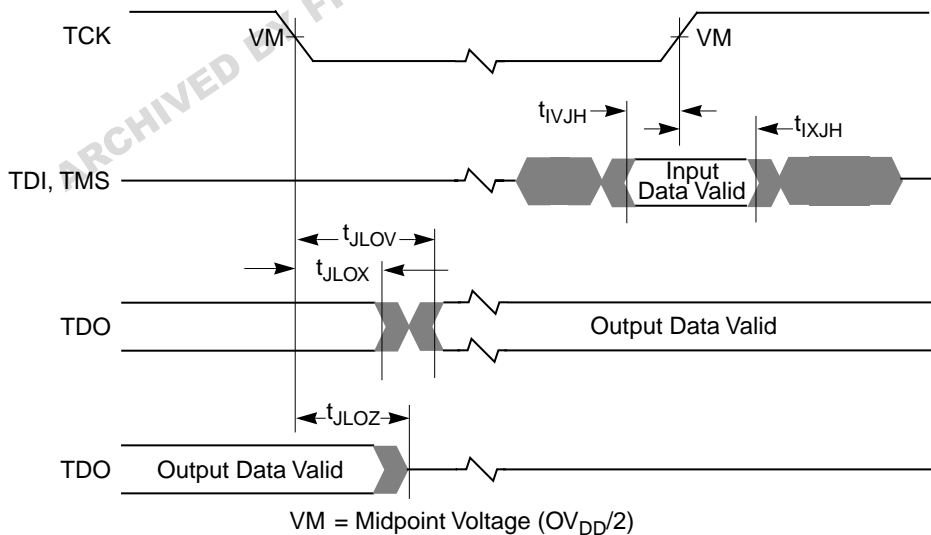 ARCHIVED BY
TCK
VM
VM
tIVJH
tIXJH
TDI, TMS
Input
Data Valid
tJLOV
tJLOX
TDO
Output Data Valid
tJLOZ
TDO
Output Data Valid
VM = Midpoint Voltage (OVDD/2)